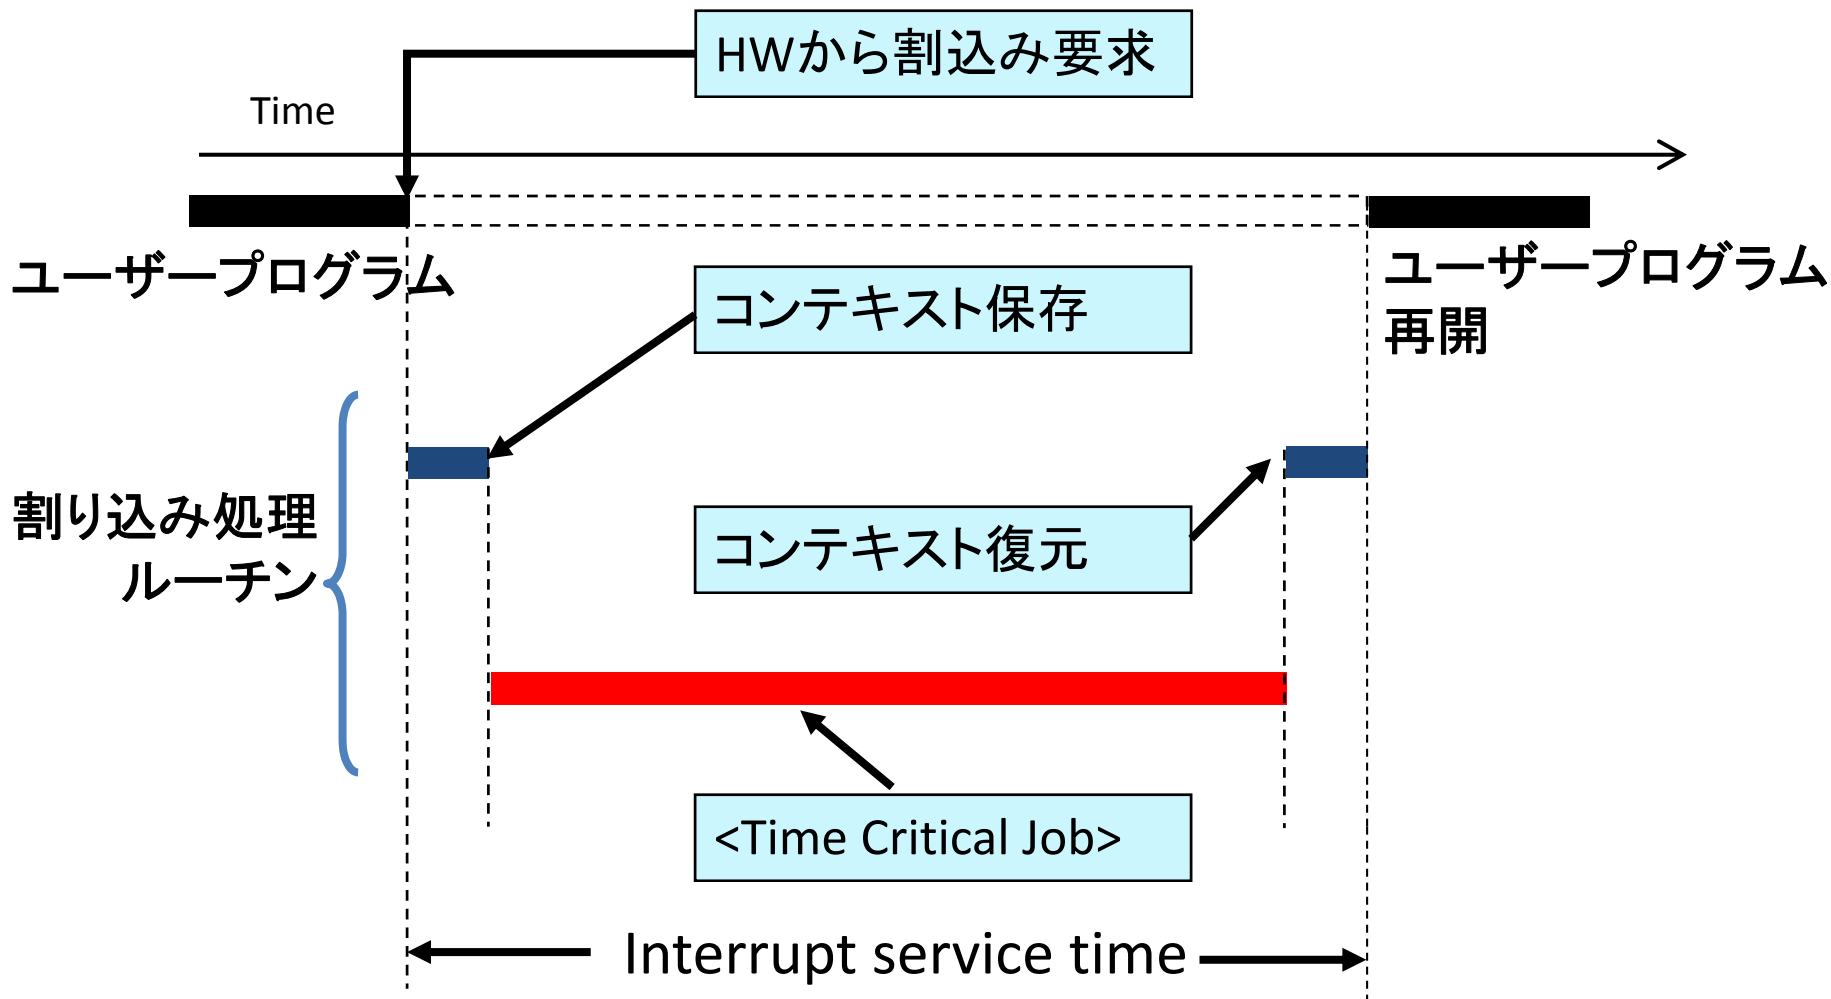 HWから割込み要求
Time
ユーザープログラム
ユーザープログラム
再開
コンテキスト保存
割り込み処理
ルーチン
コンテキスト復元
<Time Critical Job>
Interrupt service time